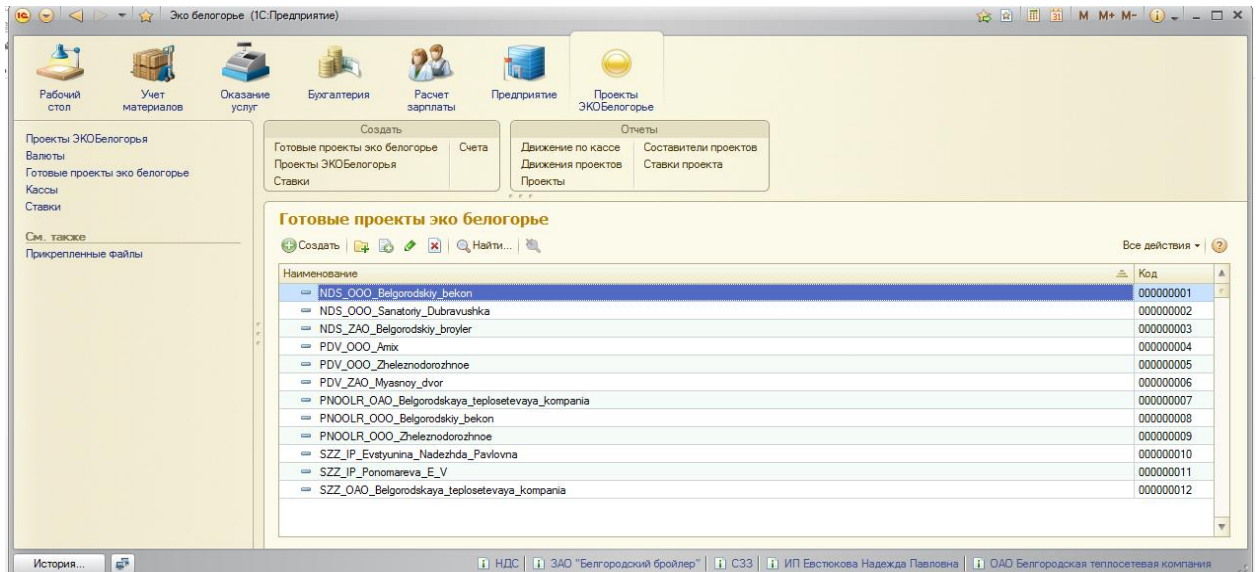 Эко белогорье (1С:Предприятие)
M M+ M-
Рабочий стол
Учет материалов
Оказание услуг
Бухгалтерия
Расчет зарплаты
Предприятие
Проекты ЭКОБелогорье
Проекты ЭКОБелогорья
Валюты
Готовые проекты эко белогорье
Кассы
Ставки
См. также
Прикрепленные файлы
Создать
Готовые проекты эко белогорье Счета
Проекты ЭКОБелогорья
Ставки
Отчеты
Движение по кассе Составители проектов
Движения проектов Ставки проекта
Проекты
Готовые проекты эко белогорье
Создать Найти... Все действия
Наименование Код
NDS_OOO_Belgorodskiy_bekon 000000001
NDS_OOO_Sanatoriy_Dubravushka 000000002
NDS_ZAO_Belgorodskiy_broyler 000000003
PDV_OOO_Amix 000000004
PDV_OOO_Zheleznodorozhnoe 000000005
PDV_ZAO_Myasnoy_dvor 000000006
PNOOLR_OAO_Belgorodskaya_teplosetevaya_kompania 000000007
PNOOLR_OOO_Belgorodskiy_bekon 000000008
PNOOLR_OOO_Zheleznodorozhnoe 000000009
SZZ_IP_Evstyunina_Nadezhda_Pavlovna 000000010
SZZ_IP_Ponomareva_E_V 000000011
SZZ_OAO_Belgorodskaya_teplosetevaya_kompania 000000012
История... НДС ЗАО "Белгородский бройлер" СЗЗ ИП Евстюкова Надежда Павловна ОАО Белгородская теплосетевая компания